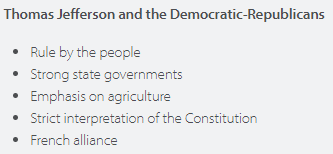 Thomas Jefferson and the Democratic-Republicans
• Rule by the people
• Strong state governments
• Emphasis on agriculture
• Strict interpretation of the Constitution
• French alliance